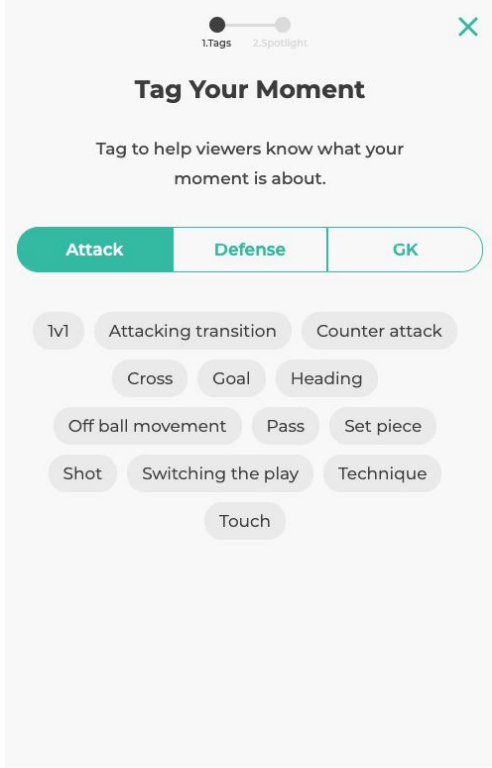 1.Tags 2.Spotlight
Tag Your Moment
Tag to help viewers know what your
moment is about.
Attack Defense GK
1v1 Attacking transition Counter attack
Cross Goal Heading
Off ball movement Pass Set piece
Shot Switching the play Technique
Touch